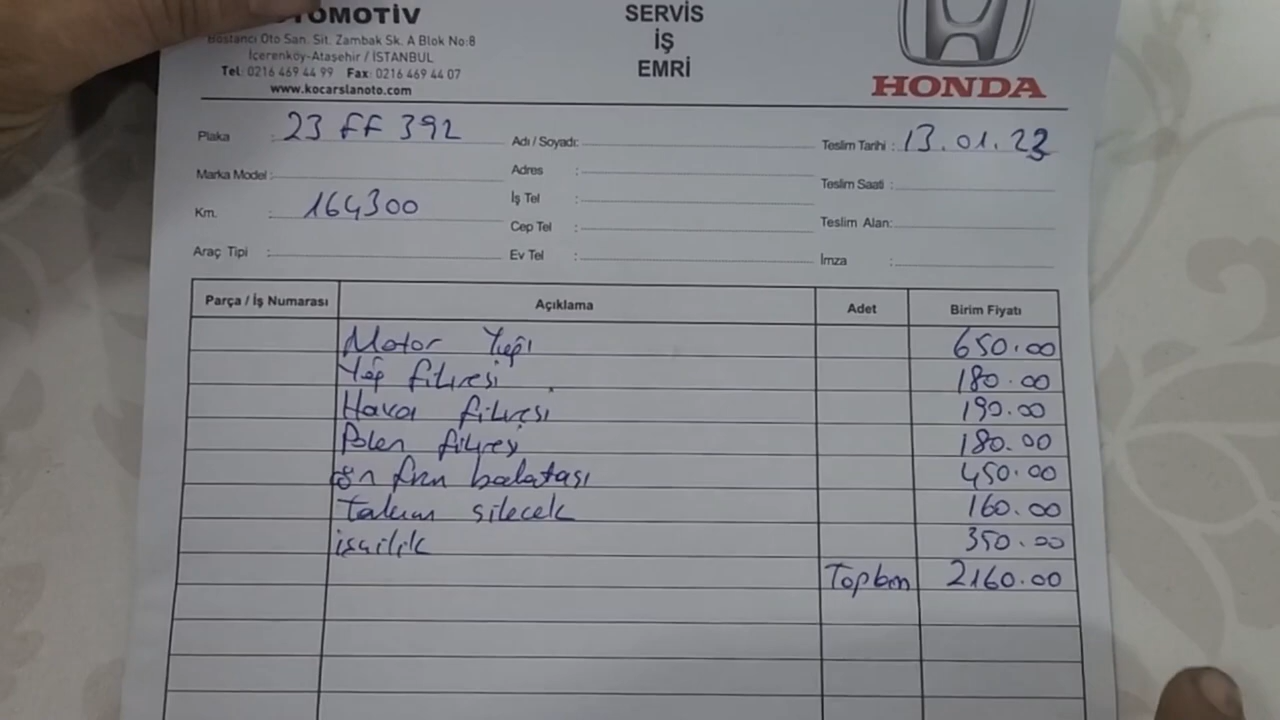 OTOMOTİV
Bostancı Oto San. Sit. Zambak Sk. A Blok No:8
İçerenköy-Ataşehir / İSTANBUL
Tel: 0216 469 44 99 Fax: 0216 469 44 07
www.kocarslanoto.com
SERVİS
İŞ
EMRİ
HONDA
Plaka : 23 FF 392
Marka Model :
Km. : 164300
Araç Tipi :
Adı / Soyadı:
Adres :
İş Tel :
Cep Tel :
Ev Tel :
Teslim Tarihi : 13.01.23
Teslim Saati :
Teslim Alan:
İmza :
Parça / İş Numarası Açıklama Adet Birim Fiyatı
Motor Yağı 650.00
Yağ filtresi 180.00
Hava filtresi 190.00
Polen filtresi 180.00
ön fren balatası 450.00
takım silecek 160.00
işçilik 350.00
Toplam 2160.00